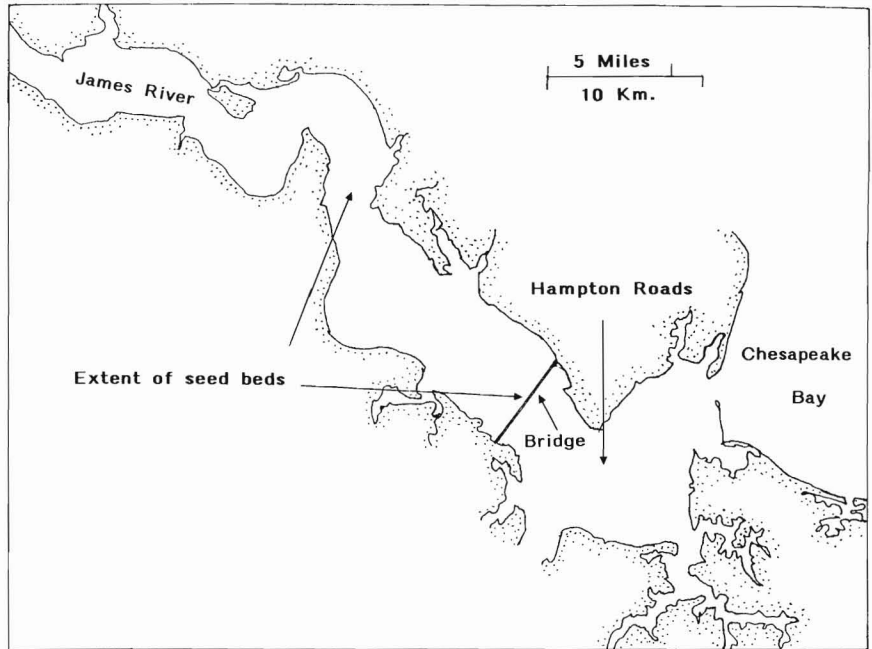 James River
5 Miles
10 Km.
Hampton Roads
Chesapeake
Bay
Extent of seed beds
Bridge